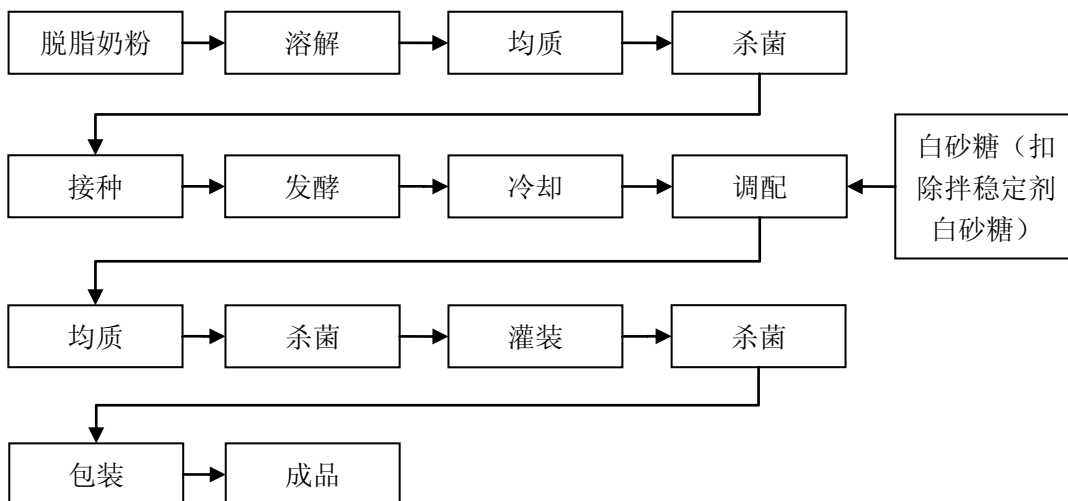 脱脂奶粉
溶解
均质
杀菌
接种
发酵
冷却
调配
白砂糖（扣
除拌稳定剂
白砂糖）
均质
杀菌
灌装
杀菌
包装
成品